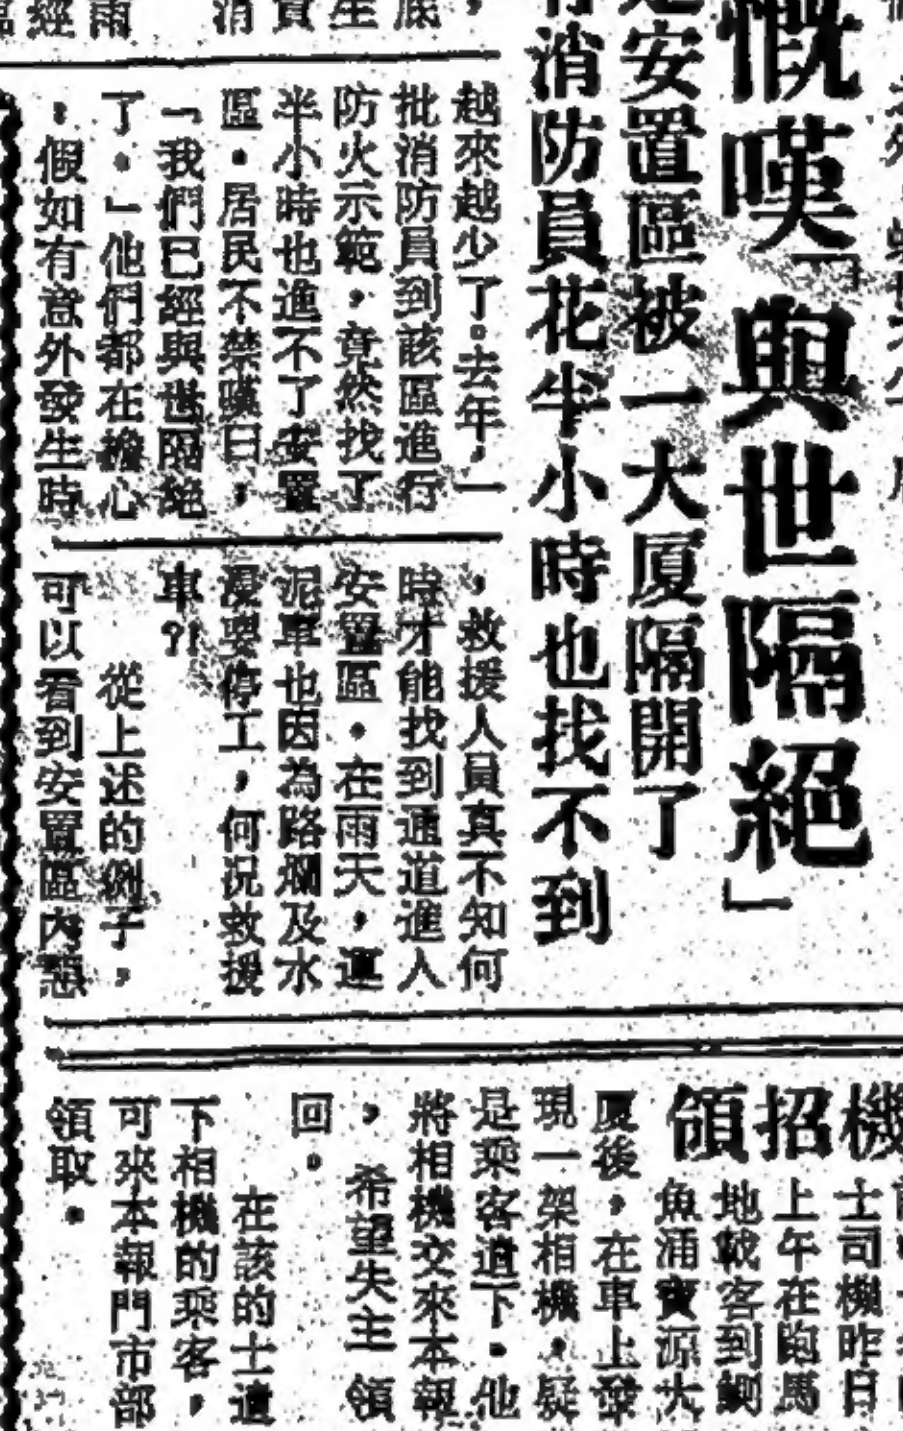 慨嘆「與世隔絕」
安置區被一大厦隔開了
消防員花半小時也找不到
越來越少了。去年,一
批消防員到該區進行
防火示範,竟然找了
半小時也進不了安置
區。居民不禁嘆曰,
「我們已經與世隔絕
了。」他們都在擔心
,假如有意外發生時
,救援人員真不知何
時才能找到通道進入
安置區。在雨天,運
泥車也因為路爛及水
浸要停工,何況救援
車?!
從上述的例子,
可以看到安置區內惡
機招領
士司機昨日
上午在跑馬
地載客到鰂
魚涌寶源大
厦後,在車上發
現一架相機,疑
是乘客遺下。他
將相機交來本報
,希望失主領
回。
在該的士遺
下相機的乘客,
可來本報門市部
領取。